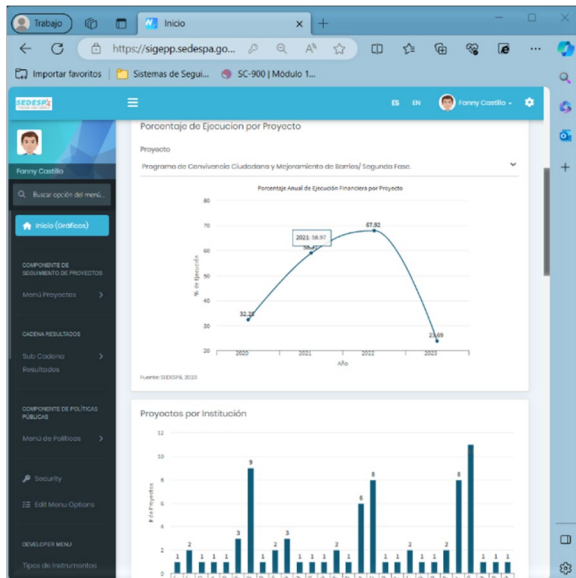 Trabajo
Inicio
https://sigepp.sedespa.go...
Importar favoritos
Sistemas de Segui...
SC-900 | Módulo 1...
SEDESPA
ES EN Fanny Castillo
Fanny Castillo
Buscar opción del menú...
Inicio (Gráficos)
COMPONENTE DE
SEGUIMIENTO DE PROYECTOS
Menú Proyectos
CADENA RESULTADOS
Sub Cadena
Resultados
COMPONENTE DE POLÍTICAS
PÚBLICAS
Menú de Políticas
Security
Edit Menu Options
DEVELOPER MENU
Tipos de Instrumentos
Porcentaje de Ejecucion por Proyecto
Proyecto
Programa de Convivencia Ciudadana y Mejoramiento de Barrios/ Segunda Fase.
Porcentaje Anual de Ejecución Financiera por Proyecto
% de Ejecución
80
70
60
50
40
30
20
67.92
2021: 58.97
2020 2021 2022 2023
Año
Fuente: SEDESPA, 2023
Proyectos por Institución
# de Proyectos
12
10
8
6
4
2
0
1 2 1 1 1 3 9 1 2 3 1 1 1 2 1 6 8 1 1 2 1 1 2 8 1 1 1